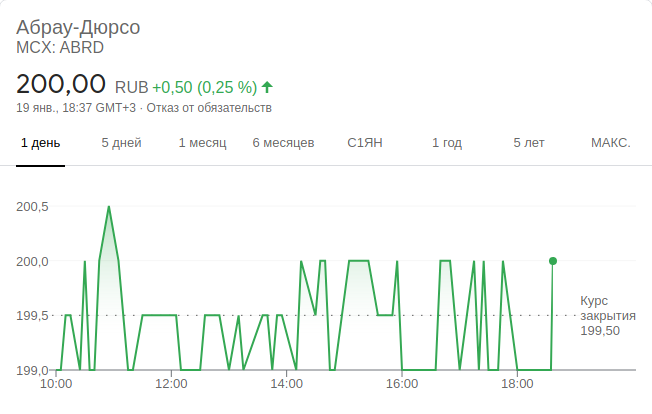 Абрау-Дюрсо
MCX: ABRD
200,00 RUB +0,50 (0,25 %)
19 янв., 18:37 GMT+3 · Отказ от обязательств
1 день 5 дней 1 месяц 6 месяцев С1ЯН 1 год 5 лет МАКС.
200,5
200,0
199,5
199,0
Курс
закрытия
199,50
10:00 12:00 14:00 16:00 18:00